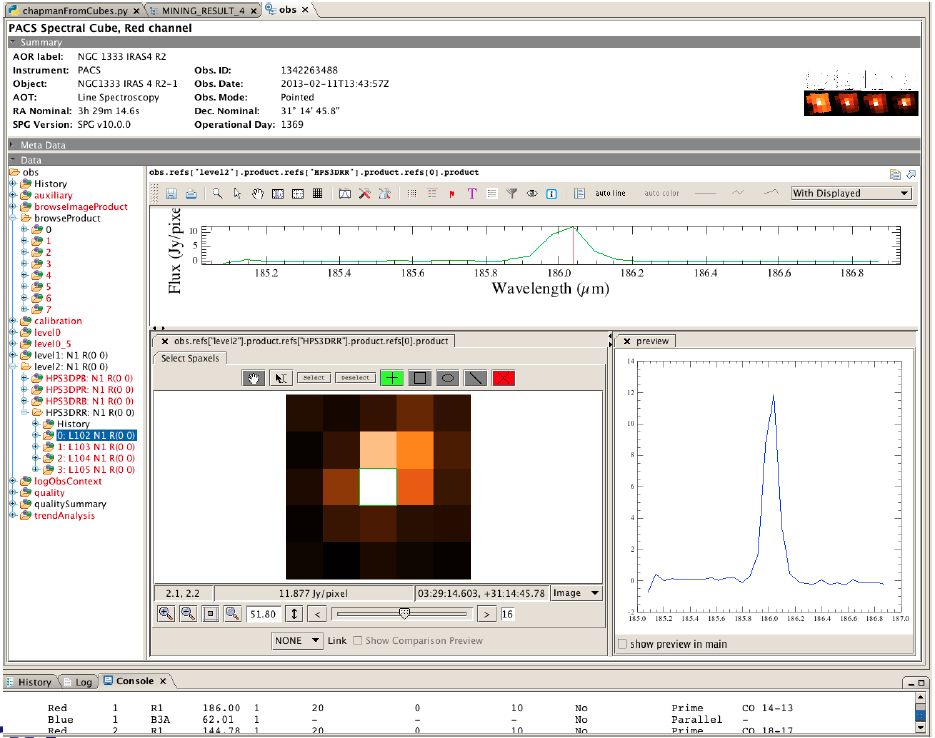 chapmanFromCubes.py × MINING_RESULT_4 × obs ×
PACS Spectral Cube, Red channel
Summary
AOR label: NGC 1333 IRAS4 R2
Instrument: PACS Obs. ID: 1342263488
Object: NGC1333 IRAS 4 R2-1 Obs. Date: 2013-02-11T13:43:57Z
AOT: Line Spectroscopy Obs. Mode: Pointed
RA Nominal: 3h 29m 14.6s Dec. Nominal: 31° 14' 45.8"
SPG Version: SPG v10.0.0 Operational Day: 1369
Meta Data
Data
obs
History
auxiliary
browseImageProduct
browseProduct
0
1
2
3
4
5
6
7
calibration
level0
level0_5
level1: N1 R(0 0)
level2: N1 R(0 0)
HPS3DPB: N1 R(0 0)
HPS3DPR: N1 R(0 0)
HPS3DRB: N1 R(0 0)
HPS3DRR: N1 R(0 0)
History
0: L102 N1 R(0 0)
1: L103 N1 R(0 0)
2: L104 N1 R(0 0)
3: L105 N1 R(0 0)
logObsContext
quality
qualitySummary
trendAnalysis
obs.refs["level2"].product.refs["HPS3DRR"].product.refs[0].product
auto line auto color With Displayed
Flux (Jy/pixe
10
5
0
185.2 185.4 185.6 185.8 186.0 186.2 186.4 186.6 186.8
Wavelength (μm)
× obs.refs["level2"].product.refs["HPS3DRR"].product.refs[0].product
Select Spaxels
Select Deselect
2.1, 2.2 11.877 Jy/pixel 03:29:14.603, +31:14:45.78 Image
51.80 < > 16
NONE Link Show Comparison Preview
× preview
14
12
10
8
6
4
2
0
-2
185.0 185.2 185.4 185.6 185.8 186.0 186.2 186.4 186.6 186.8 187.0
show preview in main
History Log Console ×
Red 1 R1 186.00 1 20 0 10 No Prime CO 14-13
Blue 1 B3A 62.01 1 - - - No Parallel -
Red 2 R1 144.78 1 20 0 10 No Prime CO 18-17